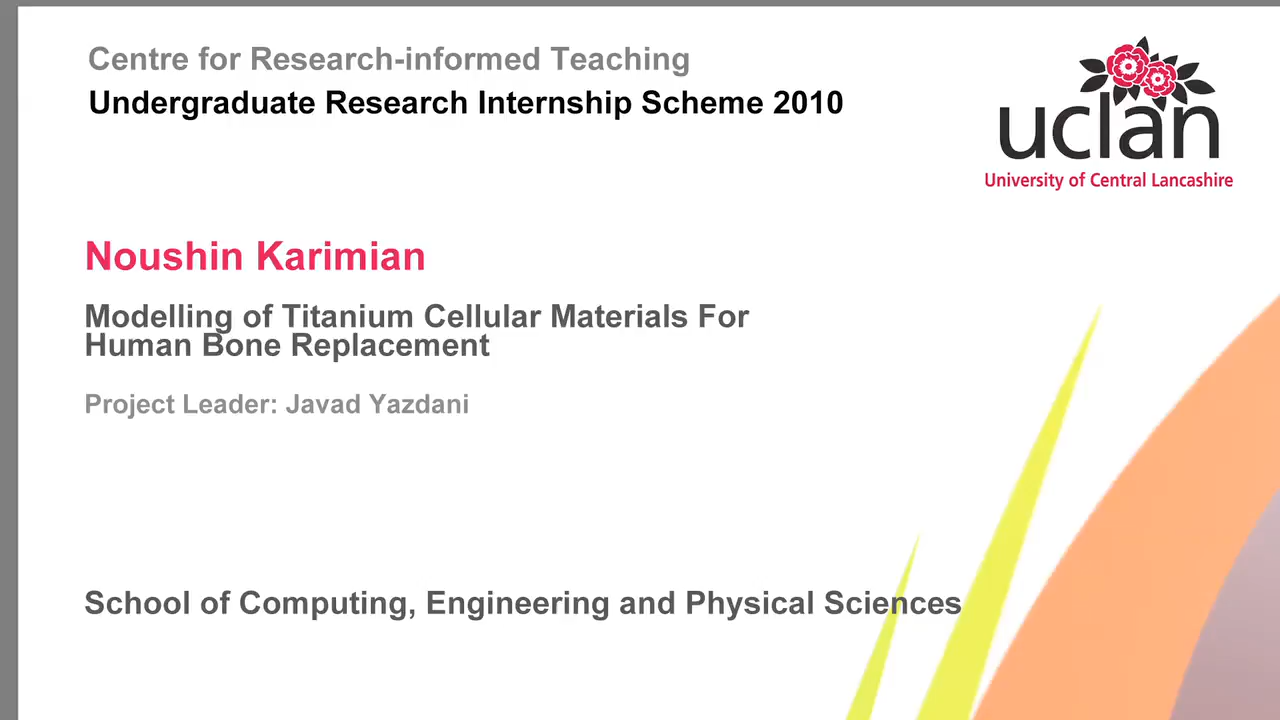 Centre for Research-informed Teaching
Undergraduate Research Internship Scheme 2010
uclan
University of Central Lancashire
Noushin Karimian
Modelling of Titanium Cellular Materials For
Human Bone Replacement
Project Leader: Javad Yazdani
School of Computing, Engineering and Physical Sciences